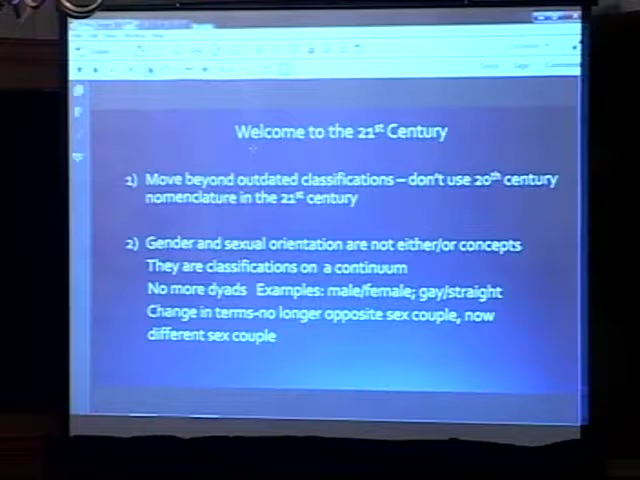 Welcome to the 21st Century
1) Move beyond outdated classifications – don't use 20th century
nomenclature in the 21st century
2) Gender and sexual orientation are not either/or concepts
They are classifications on a continuum
No more dyads Examples: male/female; gay/straight
Change in terms-no longer opposite sex couple, now
different sex couple